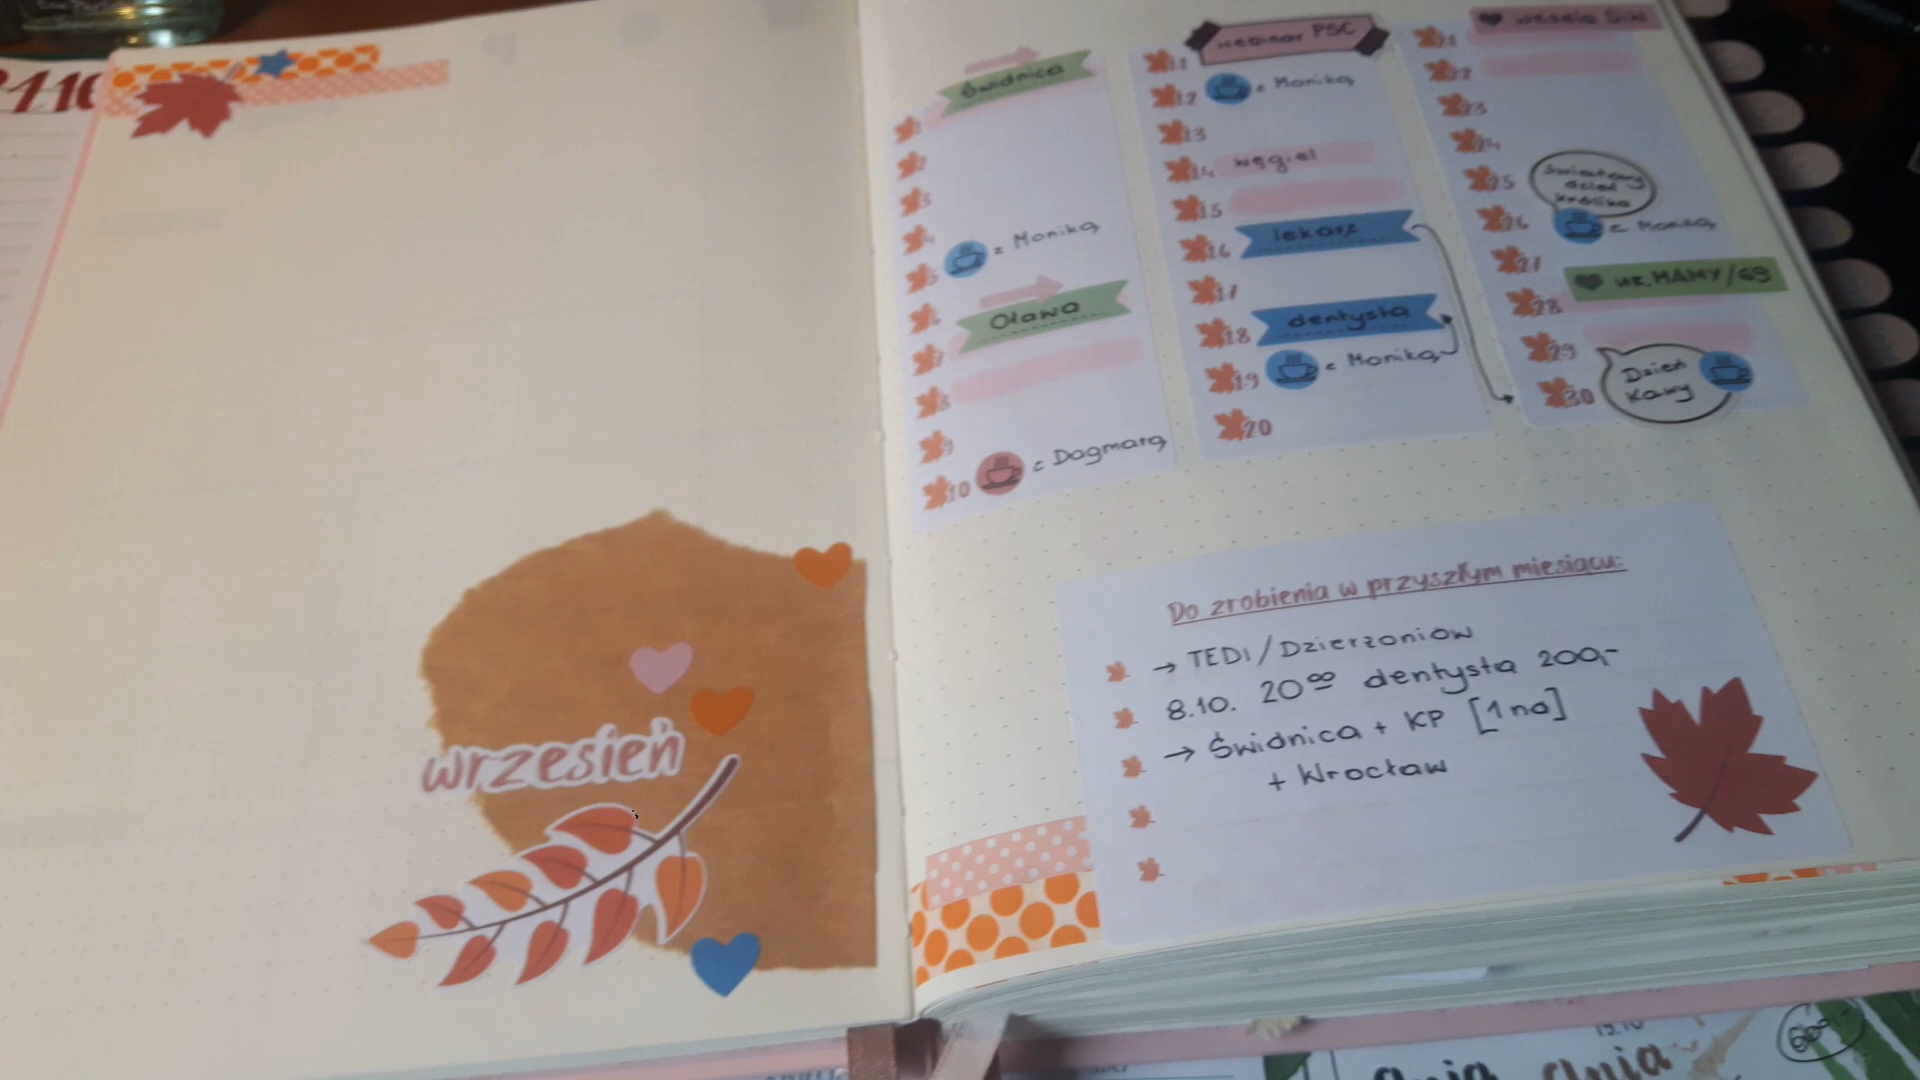 wrzesień
Świdnica
1
2
3
4
5 z Moniką
6
Oława
7
8
9
10 z Dagmarą
webinar PSC
11
12 z Moniką
13
14 węgiel
15
16 lekarz
17
18 dentysta
19 z Moniką
20
21
22
23
24
25 Światowy
dzień
królika
26 z Moniką
27
28 ur. MAMY/69
29
30 Dzień
Kawy
Do zrobienia w przyszłym miesiącu:
→ TEDI/Dzierżoniów
8.10. 20⁰⁰ dentysta 200,-
→ Świdnica + KP [1 na]
+ Wrocław